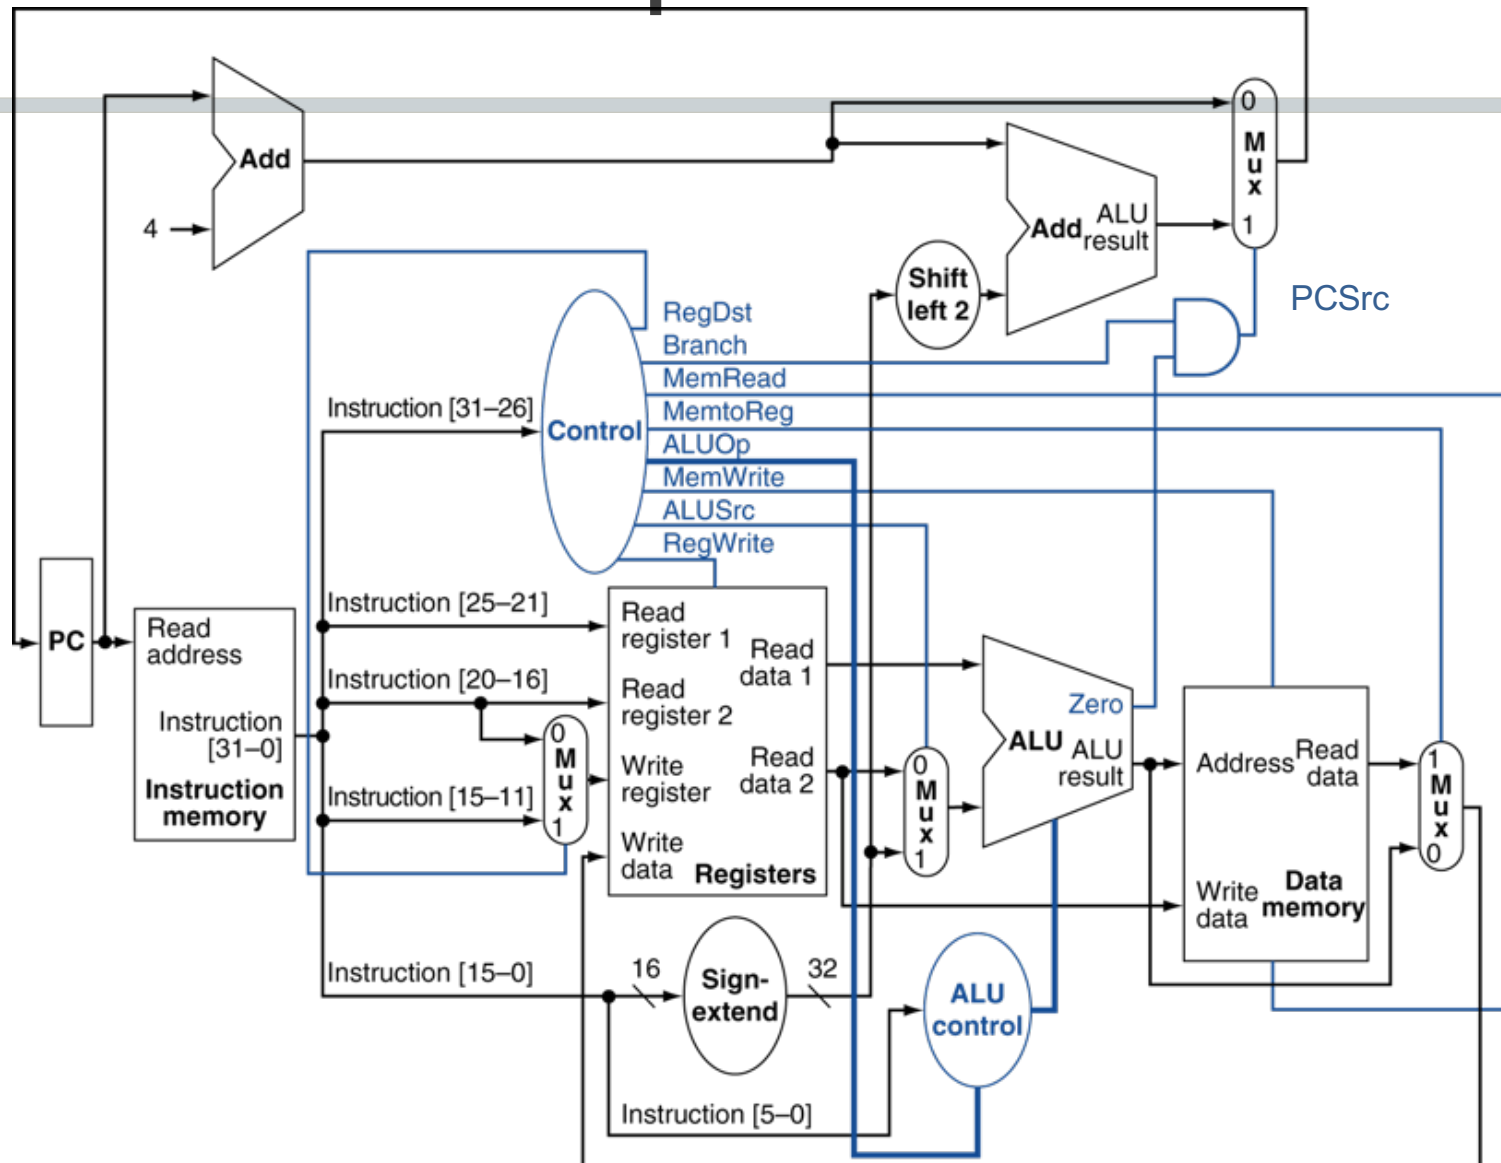 0
Mux
1
Add
4
Add
ALU
result
Shift
left 2
PCSrc
RegDst
Branch
MemRead
MemtoReg
ALUOp
MemWrite
ALUSrc
RegWrite
Instruction [31–26]
Control
Instruction [25–21]
Instruction [20–16]
Instruction [15–11]
Instruction [15–0]
PC
Read
address
Instruction
[31–0]
Instruction
memory
0
Mux
1
Read
register 1
Read
register 2
Write
register
Write
data
Read
data 1
Read
data 2
Registers
0
Mux
1
Zero
ALU
ALU
result
Address
Read
data
Write
data
Data
memory
1
Mux
0
16
Sign-
extend
32
ALU
control
Instruction [5–0]